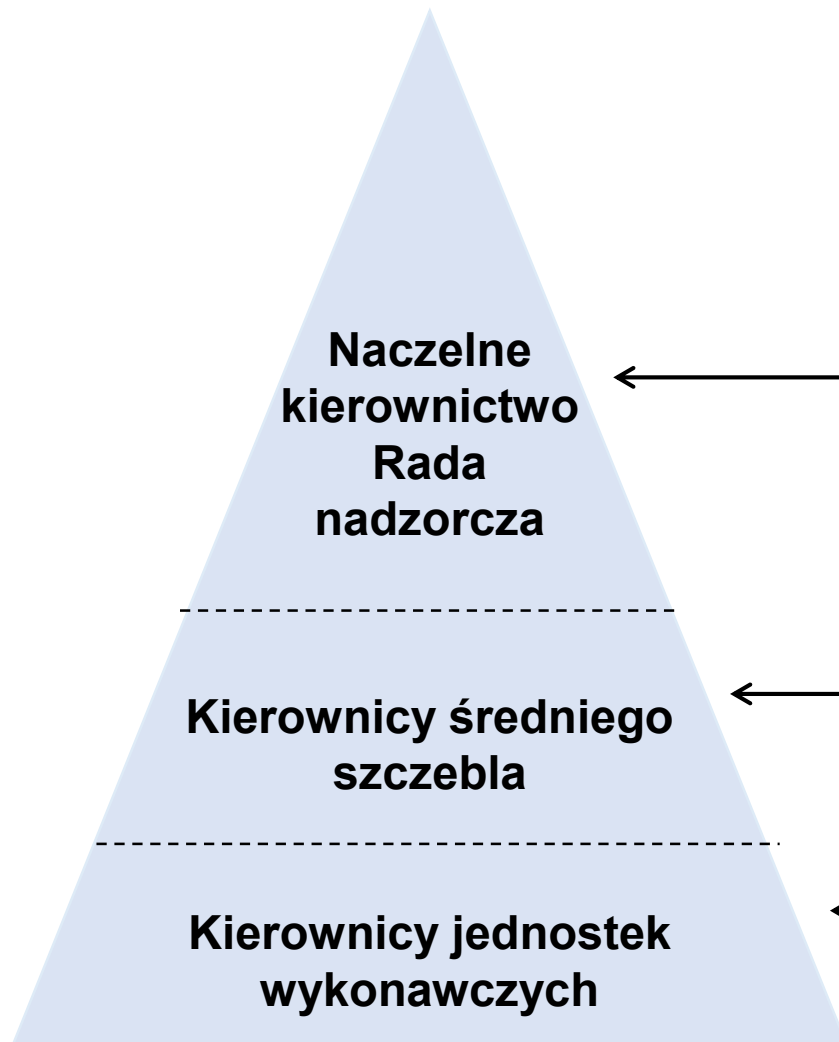 Naczelne
kierownictwo
Rada
nadzorcza
Kierownicy średniego
szczebla
Kierownicy jednostek
wykonawczych